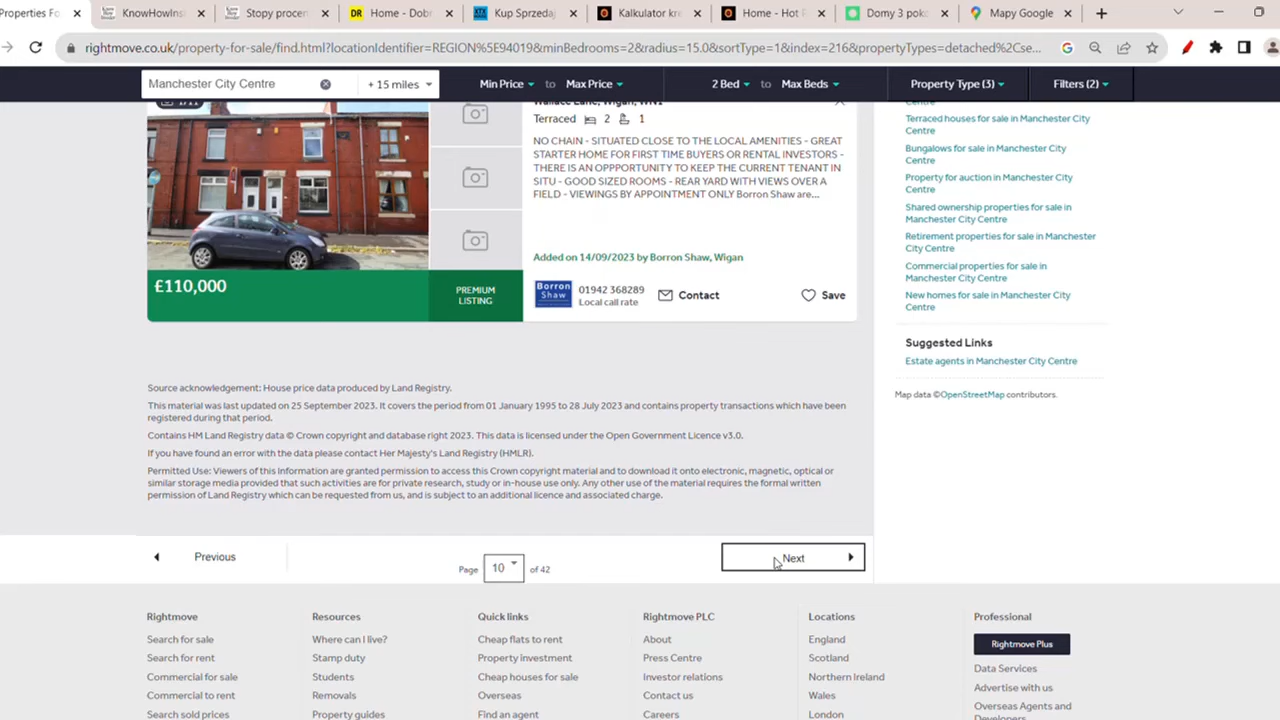 Properties Fo
KnowHowIns
Stopy procen
DR Home - Dob
Kup Sprzedaj
Kalkulator kre
Home - Hot
Domy 3 poko
Mapy Google
rightmove.co.uk/property-for-sale/find.html?locationIdentifier=REGION%5E94019&minBedrooms=2&radius=15.0&sortType=1&index=216&propertyTypes=detached%2Cse...
Manchester City Centre
+ 15 miles
Min Price
to
Max Price
2 Bed
to
Max Beds
Property Type (3)
Filters (2)
1/11
Wallace Lane, Wigan, WN1
Terraced 2 1
NO CHAIN - SITUATED CLOSE TO THE LOCAL AMENITIES - GREAT
STARTER HOME FOR FIRST TIME BUYERS OR RENTAL INVESTORS -
THERE IS AN OPPPORTUNITY TO KEEP THE CURRENT TENANT IN
SITU - GOOD SIZED ROOMS - REAR YARD WITH VIEWS OVER A
FIELD - VIEWINGS BY APPOINTMENT ONLY Borron Shaw are...
Added on 14/09/2023 by Borron Shaw, Wigan
£110,000
PREMIUM
LISTING
Borron
Shaw
01942 368289
Local call rate
Contact
Save
Centre
Terraced houses for sale in Manchester City
Centre
Bungalows for sale in Manchester City
Centre
Property for auction in Manchester City
Centre
Shared ownership properties for sale in
Manchester City Centre
Retirement properties for sale in Manchester
City Centre
Commercial properties for sale in
Manchester City Centre
New homes for sale in Manchester City
Centre
Suggested Links
Estate agents in Manchester City Centre
Map data ©OpenStreetMap contributors.
Source acknowledgement: House price data produced by Land Registry.
This material was last updated on 25 September 2023. It covers the period from 01 January 1995 to 28 July 2023 and contains property transactions which have been
registered during that period.
Contains HM Land Registry data © Crown copyright and database right 2023. This data is licensed under the Open Government Licence v3.0.
If you have found an error with the data please contact Her Majesty's Land Registry (HMLR).
Permitted Use: Viewers of this Information are granted permission to access this Crown copyright material and to download it onto electronic, magnetic, optical or
similar storage media provided that such activities are for private research, study or in-house use only. Any other use of the material requires the formal written
permission of Land Registry which can be requested from us, and is subject to an additional licence and associated charge.
Previous
Page 10 of 42
Next
Rightmove
Search for sale
Search for rent
Commercial for sale
Commercial to rent
Search sold prices
Resources
Where can I live?
Stamp duty
Students
Removals
Property guides
Quick links
Cheap flats to rent
Property investment
Cheap houses for sale
Overseas
Find an agent
Rightmove PLC
About
Press Centre
Investor relations
Contact us
Careers
Locations
England
Scotland
Northern Ireland
Wales
London
Professional
Rightmove Plus
Data Services
Advertise with us
Overseas Agents and
Developers